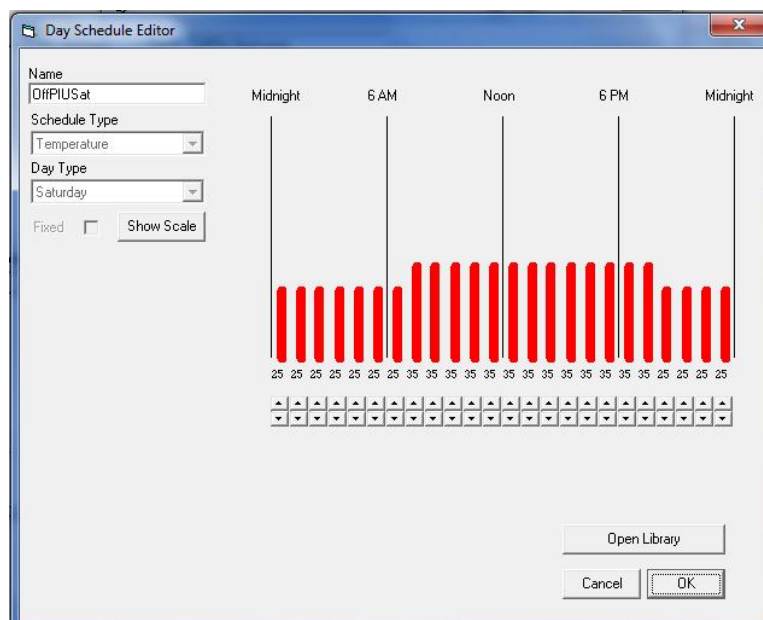 Day Schedule Editor
Name
OffPIUSat
Schedule Type
Temperature
Day Type
Saturday
Fixed
Show Scale
Midnight 6 AM Noon 6 PM Midnight
25 25 25 25 25 25 25 35 35 35 35 35 35 35 35 35 35 35 35 35 25 25 25 25
Open Library
Cancel OK